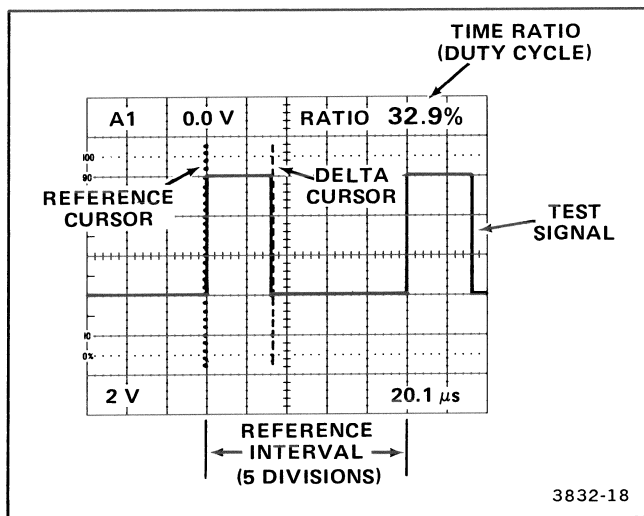 TIME RATIO
(DUTY CYCLE)
A1 0.0 V RATIO 32.9%
100
90
REFERENCE
CURSOR
DELTA
CURSOR
TEST
SIGNAL
10
0%
2 V 20.1 µs
REFERENCE
INTERVAL
(5 DIVISIONS)
3832-18